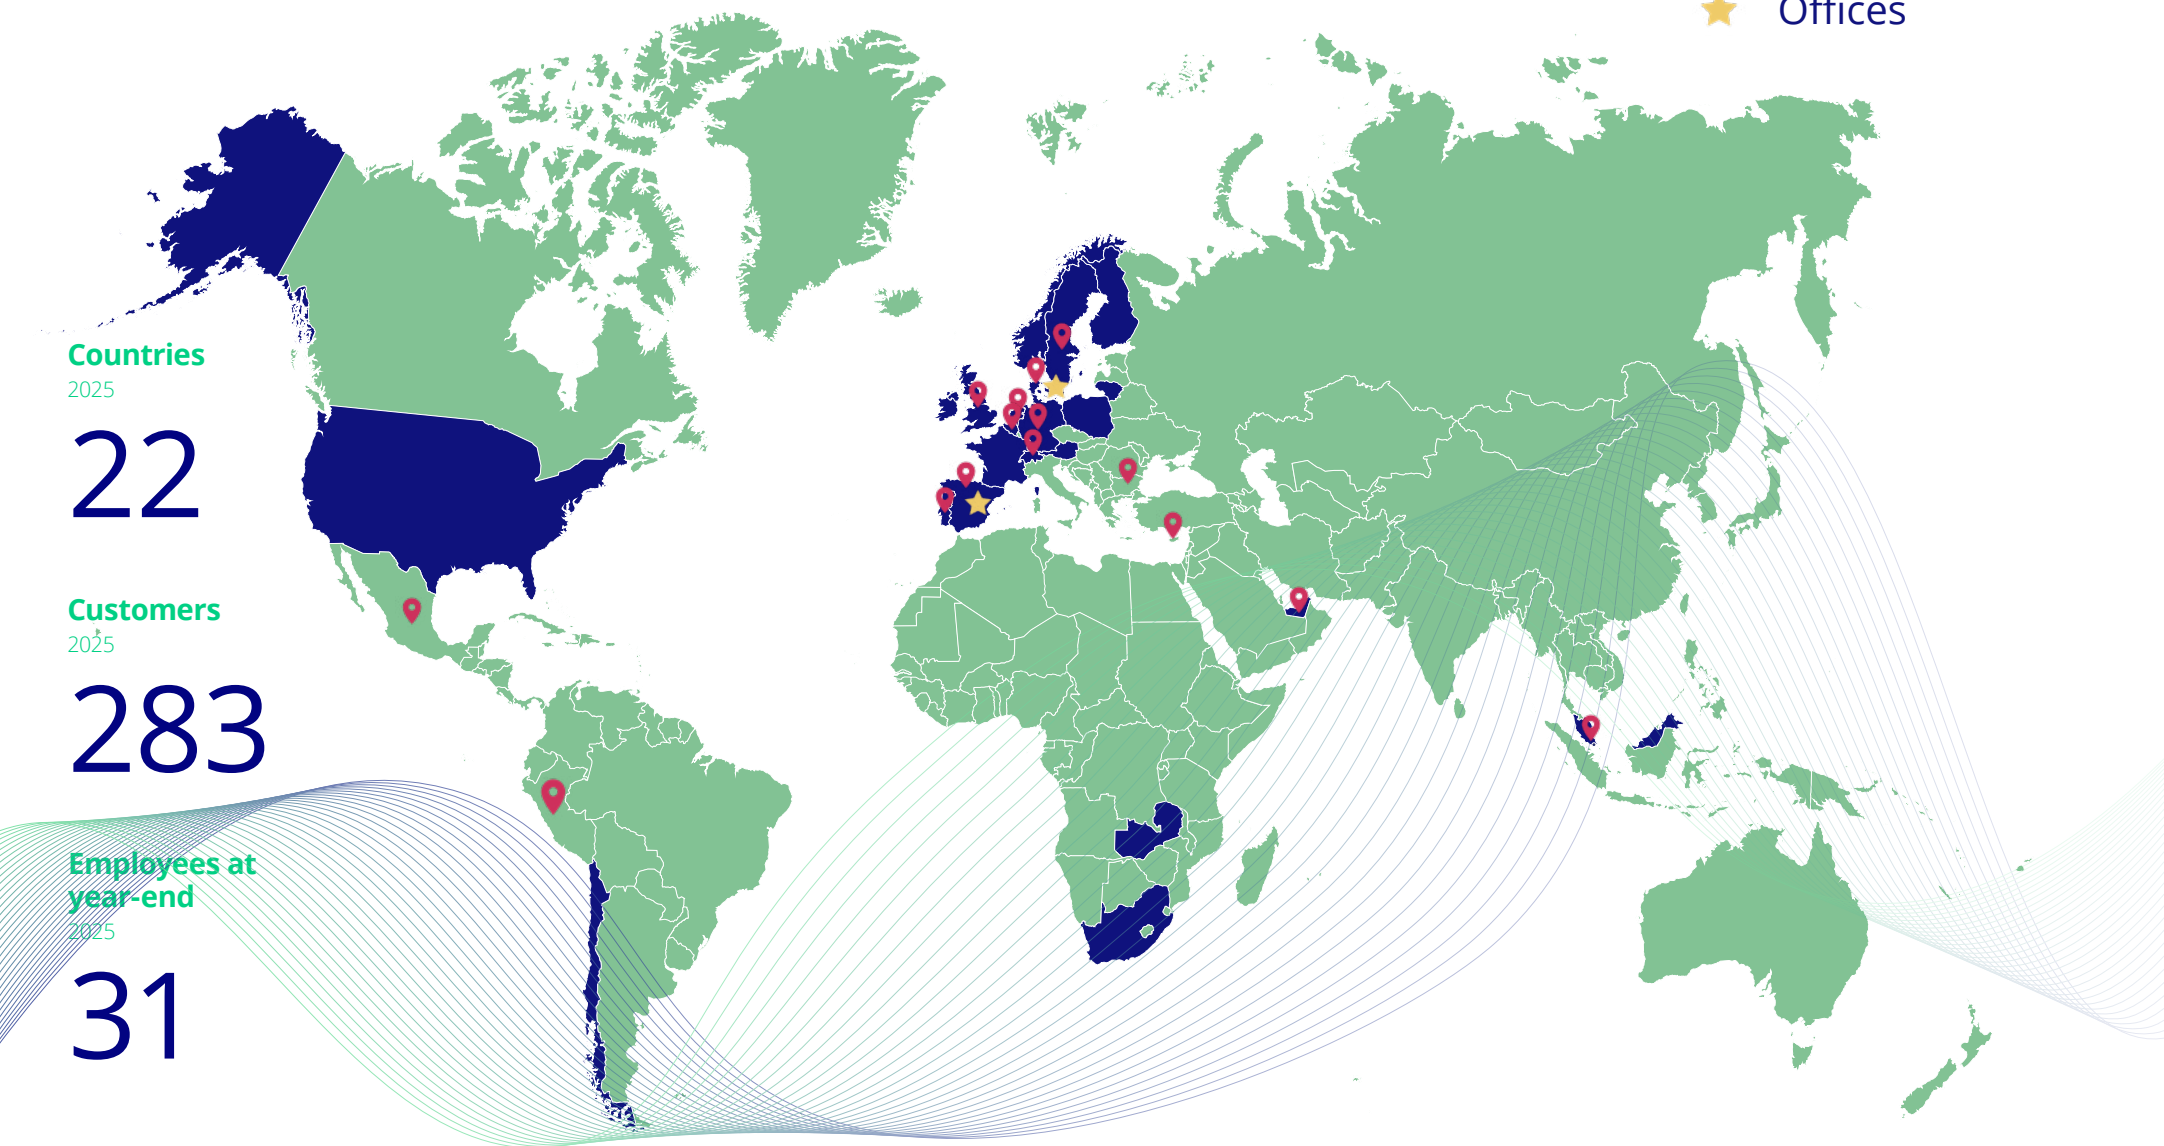 Offices
Countries
2025
22
Customers
2025
283
Employees at
year-end
2025
31